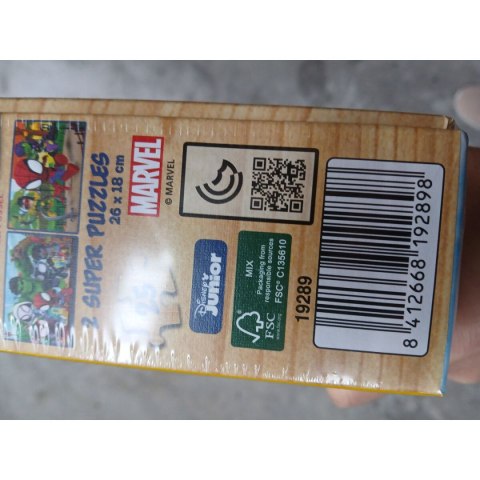 2 SUPER PUZZLES
26 x 18 cm
MARVEL
© MARVEL
Disney
Junior
MIX
Packaging from
responsible sources
FSC® C135610
FSC
19289
8 412668 192898